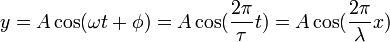 y = A cos(ωt + ϕ) = A cos(2π/τ t) = A cos(2π/λ x)